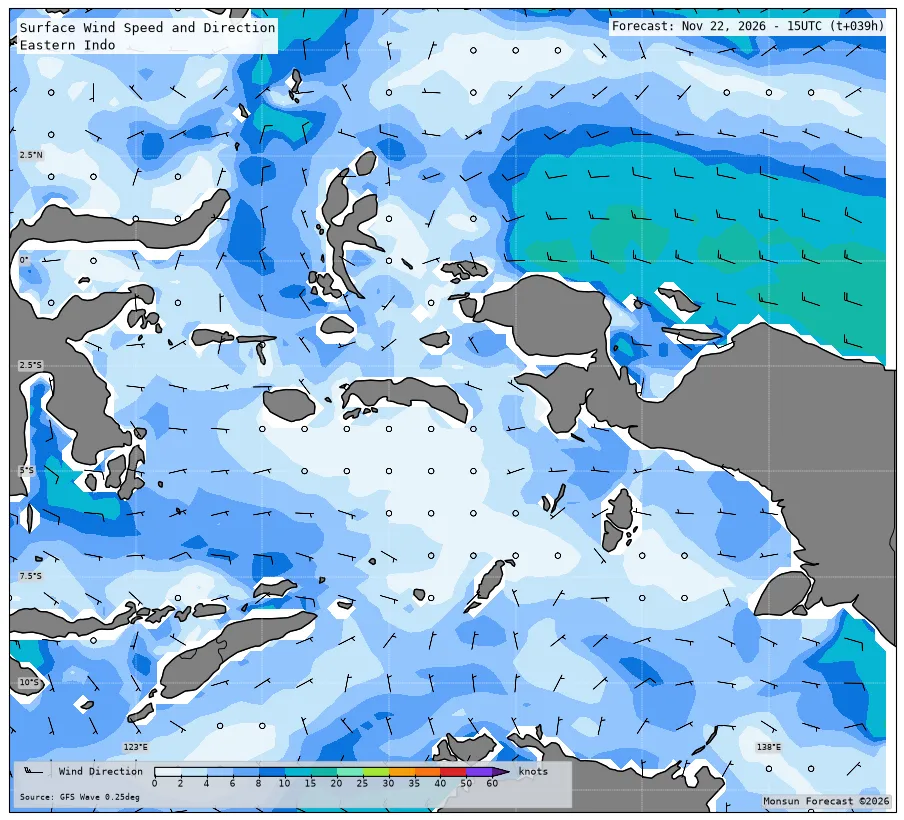 Surface Wind Speed and Direction
Eastern Indo
Forecast: Nov 22, 2026 - 15UTC (t+039h)
2.5°N
0°
2.5°S
5°S
7.5°S
10°S
123°E
138°E
Wind Direction
knots
0 2 4 6 8 10 15 20 25 30 35 40 50 60
Source: GFS Wave 0.25deg
Monsun Forecast ©2026